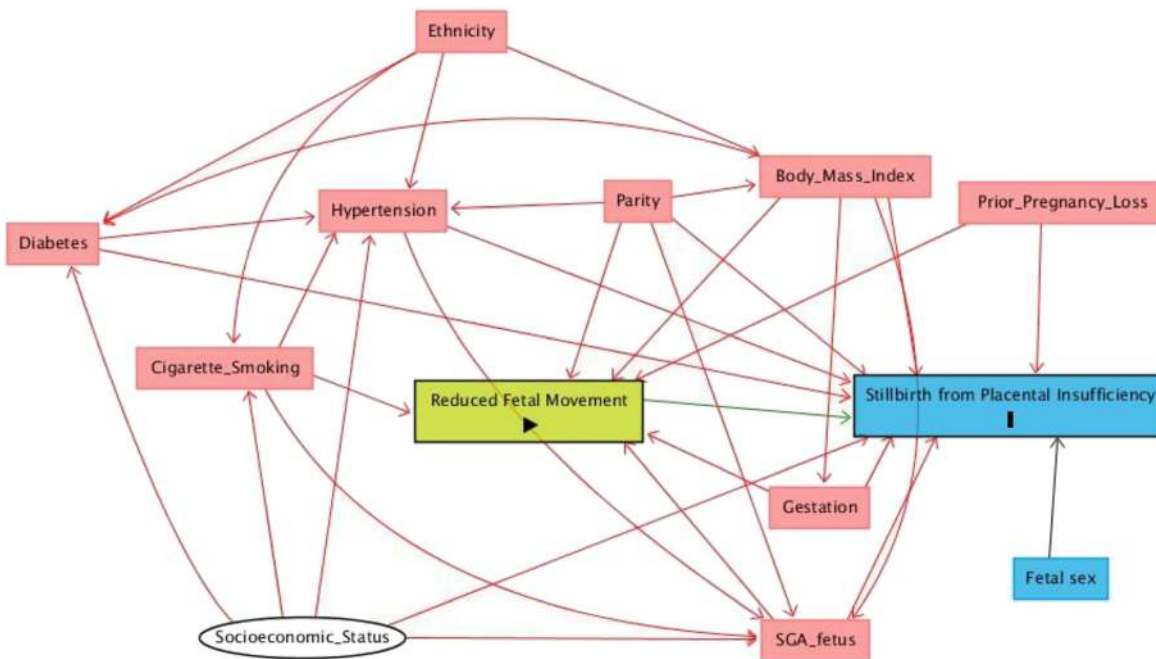 Ethnicity
Body_Mass_Index
Parity
Prior_Pregnancy_Loss
Hypertension
Diabetes
Cigarette_Smoking
Reduced Fetal Movement
Stillbirth from Placental Insufficiency
Gestation
Fetal sex
Socioeconomic_Status
SGA_fetus